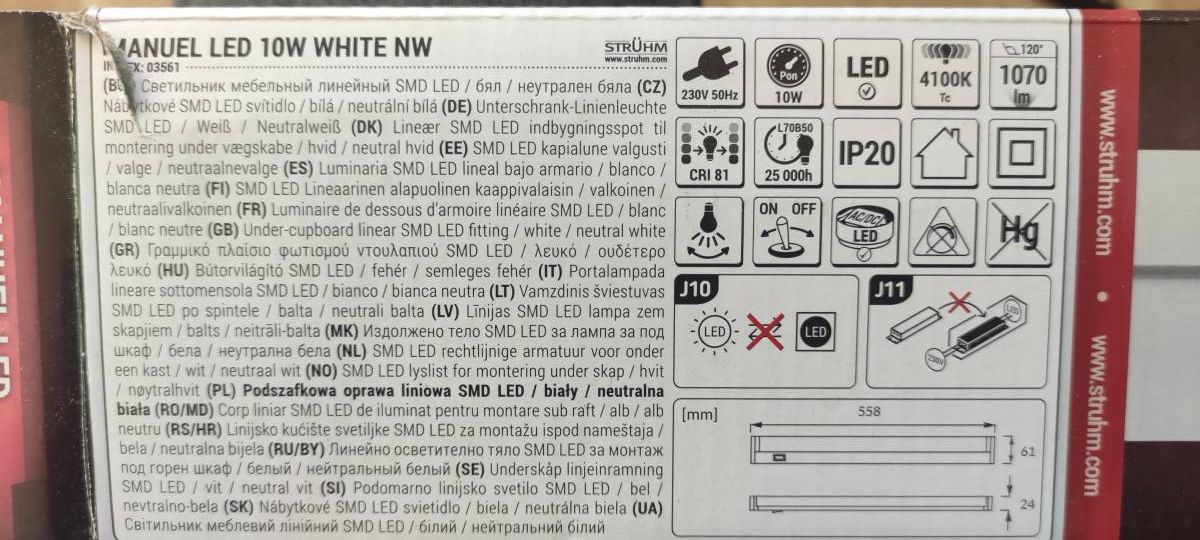 MANUEL LED 10W WHITE NW
INDEX: 03561
STRÜHM
www.struhm.com
(BG) Светильник мебельный линейный SMD LED / бял / неутрален бяла (CZ)
Nábytkové SMD LED svítidlo / bílá / neutrální bílá (DE) Unterschrank-Linienleuchte
SMD LED / Weiß / Neutralweiß (DK) Lineær SMD LED indbygningsspot til
montering under vægskabe / hvid / neutral hvid (EE) SMD LED kapialune valgusti
/ valge / neutraalnevalge (ES) Luminaria SMD LED lineal bajo armario / blanco /
blanca neutra (FI) SMD LED Lineaarinen alapuolinen kaappivalaisin / valkoinen /
neutraalivalkoinen (FR) Luminaire de dessous d'armoire linéaire SMD LED / blanc
/ blanc neutre (GB) Under-cupboard linear SMD LED fitting / white / neutral white
(GR) Γραμμικό πλαίσιο φωτισμού ντουλαπιού SMD LED / λευκό / ουδέτερο
λευκό (HU) Bútorvilágító SMD LED / fehér / semleges fehér (IT) Portalampada
lineare sottomensola SMD LED / bianco / bianca neutra (LT) Vamzdinis šviestuvas
SMD LED po spintele / balta / neutrali balta (LV) Līnijas SMD LED lampa zem
skapjiem / balts / neitrāli-balta (MK) Издолжено тело SMD LED за лампа за под
шкаф / бела / неутрална бела (NL) SMD LED rechtlijnige armatuur voor onder
een kast / wit / neutraal wit (NO) SMD LED lyslist for montering under skap / hvit
/ nøytralhvit (PL) Podszafkowa oprawa liniowa SMD LED / biały / neutralna
biała (RO/MD) Corp liniar SMD LED de iluminat pentru montare sub raft / alb / alb
neutru (RS/HR) Linijsko kućište svetiljke SMD LED za montažu ispod nameštaja /
bela / neutralna bijela (RU/BY) Линейно осветително тяло SMD LED за монтаж
под горен шкаф / белый / нейтральный белый (SE) Underskåp linjeinramning
SMD LED / vit / neutral vit (SI) Podomarno linijsko svetilo SMD LED / bel /
nevtralno-bela (SK) Nábytkové SMD LED svietidlo / biela / neutrálna biela (UA)
Світильник меблевий лінійний SMD LED / білий / нейтральний білий
230V 50Hz
Pon
10W
LED
4100K
Tc
120°
1070
lm
CRI 81
L70B50
25 000h
IP20
ON OFF
AC/DC
LED
Hg
J10
LED
LED
J11
LED
230V
[mm]
558
61
24
www.struhm.com • www.struhm.com